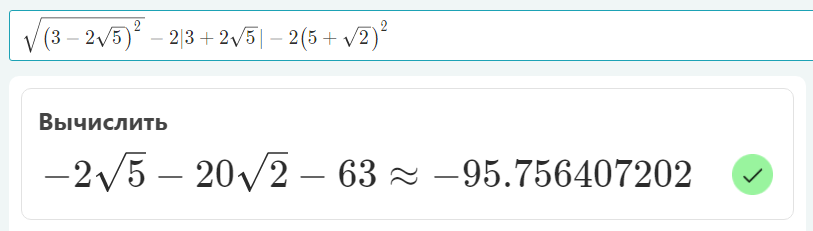 √(3 − 2√5)² − 2|3 + 2√5| − 2(5 + √2)²
Вычислить
−2√5 − 20√2 − 63 ≈ −95.756407202